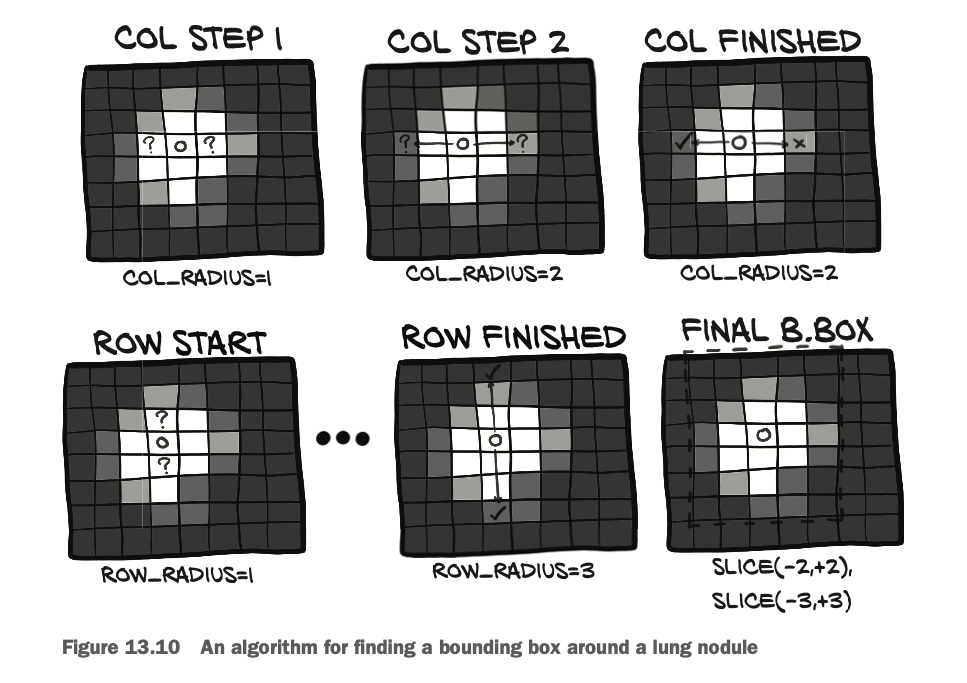 COL STEP 1
COL STEP 2
COL FINISHED
? O ?
? O ?
✓ O x
COL_RADIUS=1
COL_RADIUS=2
COL_RADIUS=2
ROW START
ROW FINISHED
FINAL B.BOX
?
O
?
✓
O
✓
O
ROW_RADIUS=1
ROW_RADIUS=3
SLICE(-2,+2),
SLICE(-3,+3)
Figure 13.10 An algorithm for finding a bounding box around a lung nodule